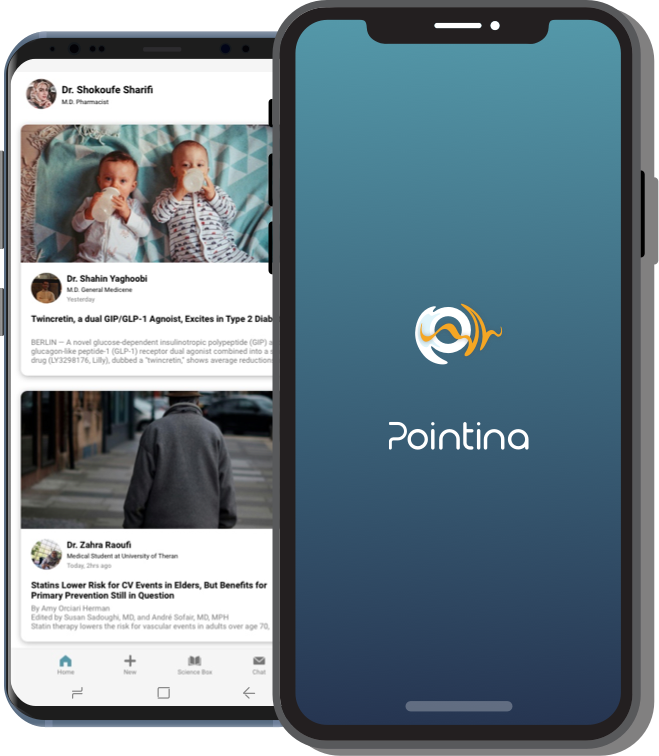 Dr. Shokoufe Sharifi
M.D. Pharmacist
Dr. Shahin Yaghoobi
M.D. General Medicene
Yesterday
Twincretin, a dual GIP/GLP-1 Agnoist, Excites in Type 2 Diab
BERLIN — A novel glucose-dependent insulinotropic polypeptide (GIP) a
glucagon-like peptide-1 (GLP-1) receptor dual agonist combined into a s
drug (LY3298176, Lilly), dubbed a "twincretin," shows average reduction
Dr. Zahra Raoufi
Medical Student at University of Theran
Today, 2hrs ago
Statins Lower Risk for CV Events in Elders, But Benefits for
Primary Prevention Still in Question
By Amy Orciari Herman
Edited by Susan Sadoughi, MD, and André Sofair, MD, MPH
Statin therapy lowers the risk for vascular events in adults over age 70,
Home
New
Science Box
Chat
Pointina